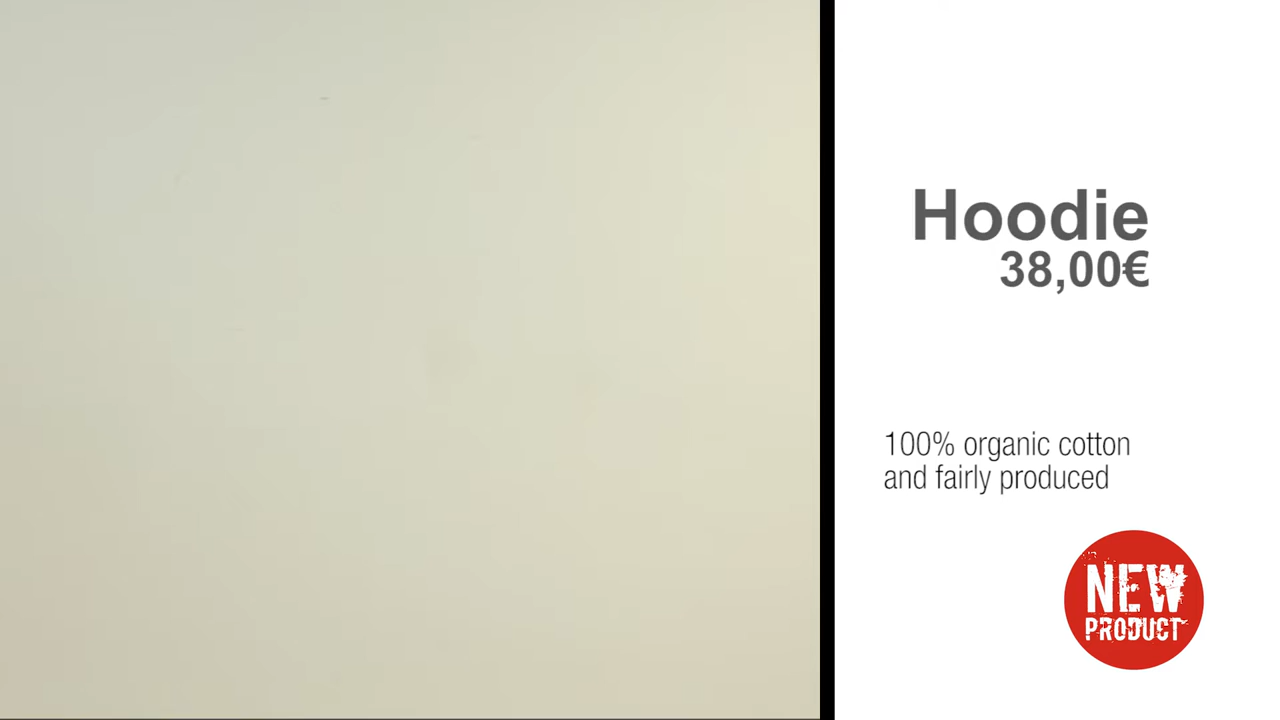 Hoodie
38,00€
100% organic cotton
and fairly produced
NEW
PRODUCT